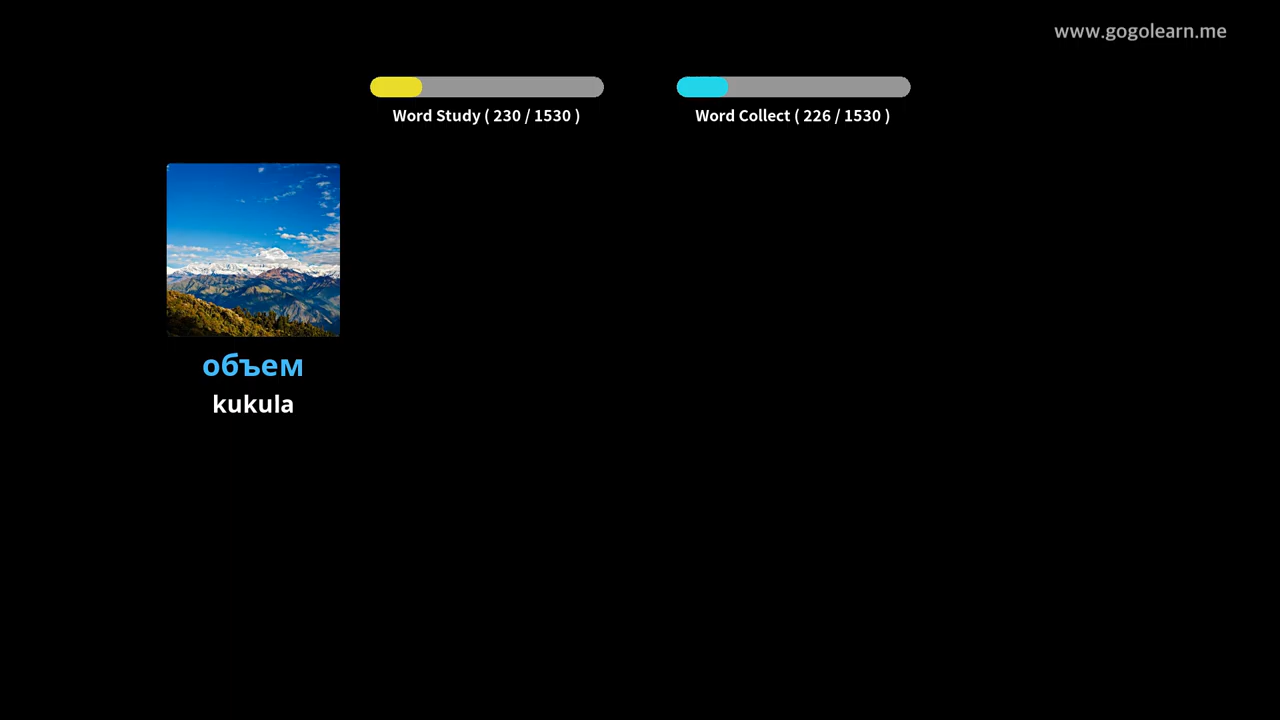 www.gogolearn.me
Word Study ( 230 / 1530 )
Word Collect ( 226 / 1530 )
объем
kukula